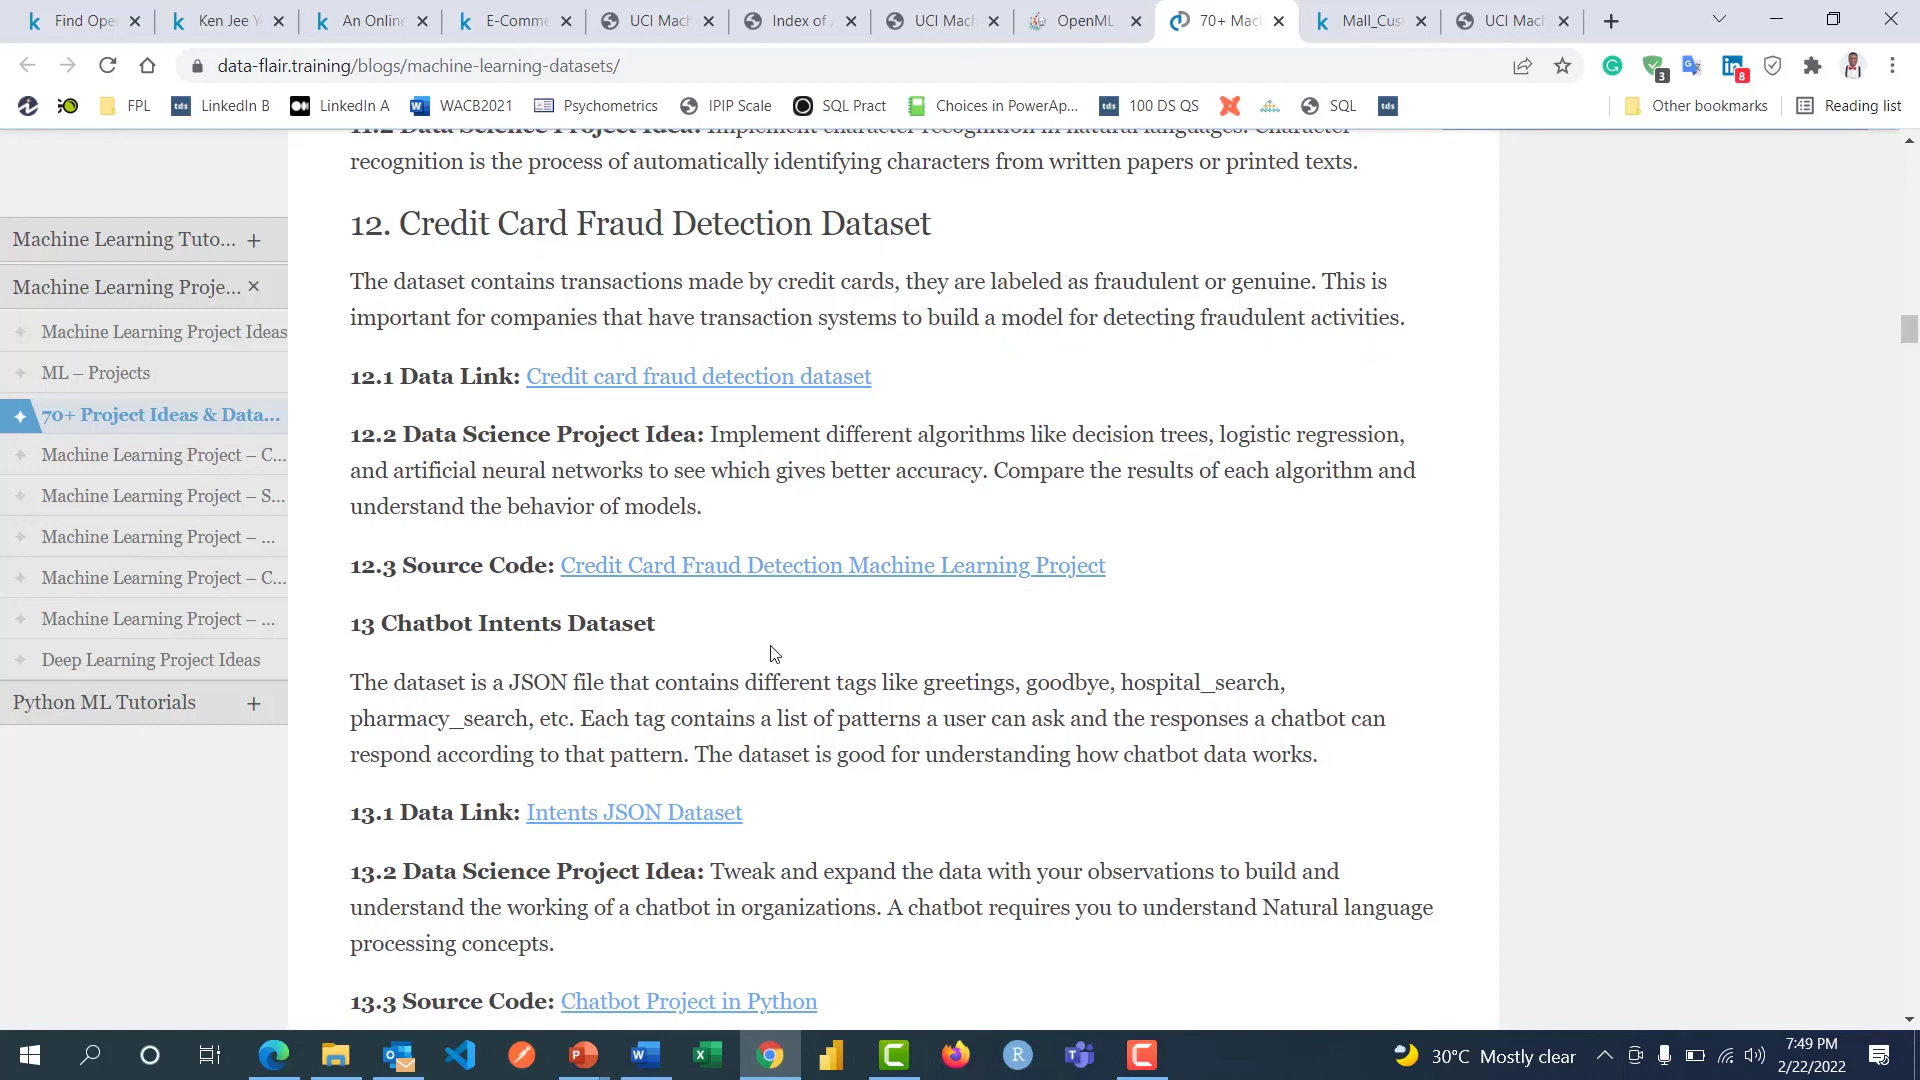 Find Ope
Ken Jee Y
An Online
E-Comme
UCI Mach
Index of /
UCI Mach
OpenML
70+ Mac
Mall_Cus
UCI Mach
data-flair.training/blogs/machine-learning-datasets/
3
8
FPL
tds LinkedIn B
LinkedIn A
WACB2021
Psychometrics
IPIP Scale
SQL Pract
Choices in PowerAp...
tds 100 DS QS
SQL
tds
Other bookmarks
Reading list
Machine Learning Tuto... +
Machine Learning Proje... ×
Machine Learning Project Ideas
ML – Projects
70+ Project Ideas & Data...
Machine Learning Project – C...
Machine Learning Project – S...
Machine Learning Project – ...
Machine Learning Project – C...
Machine Learning Project – ...
Deep Learning Project Ideas
Python ML Tutorials +
11.2 Data Science Project Idea: Implement character recognition in natural languages. Character
recognition is the process of automatically identifying characters from written papers or printed texts.
12. Credit Card Fraud Detection Dataset
The dataset contains transactions made by credit cards, they are labeled as fraudulent or genuine. This is
important for companies that have transaction systems to build a model for detecting fraudulent activities.
12.1 Data Link: Credit card fraud detection dataset
12.2 Data Science Project Idea: Implement different algorithms like decision trees, logistic regression,
and artificial neural networks to see which gives better accuracy. Compare the results of each algorithm and
understand the behavior of models.
12.3 Source Code: Credit Card Fraud Detection Machine Learning Project
13 Chatbot Intents Dataset
The dataset is a JSON file that contains different tags like greetings, goodbye, hospital_search,
pharmacy_search, etc. Each tag contains a list of patterns a user can ask and the responses a chatbot can
respond according to that pattern. The dataset is good for understanding how chatbot data works.
13.1 Data Link: Intents JSON Dataset
13.2 Data Science Project Idea: Tweak and expand the data with your observations to build and
understand the working of a chatbot in organizations. A chatbot requires you to understand Natural language
processing concepts.
13.3 Source Code: Chatbot Project in Python
30°C Mostly clear
7:49 PM
2/22/2022